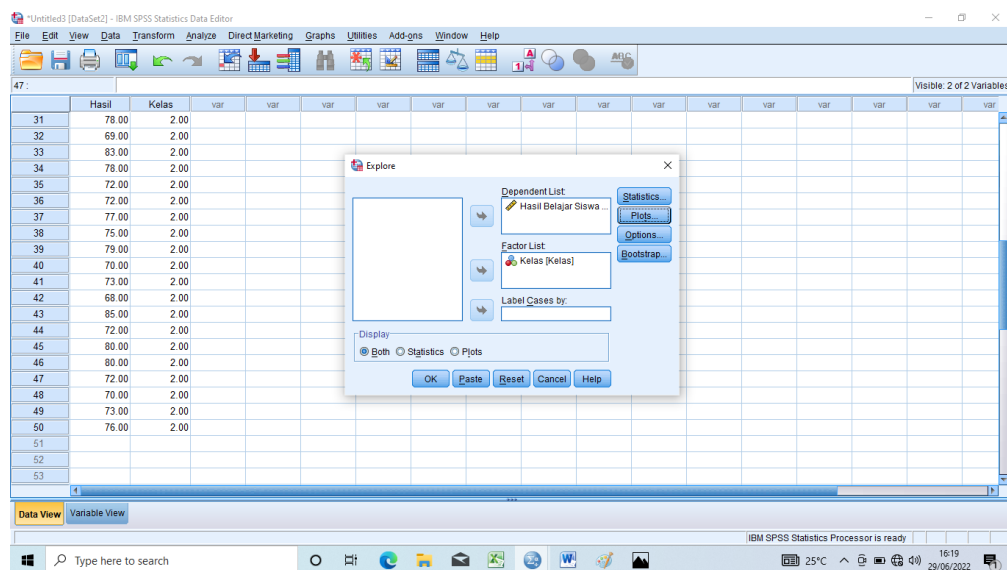 *Untitled3 [DataSet2] - IBM SPSS Statistics Data Editor
File Edit View Data Transform Analyze Direct Marketing Graphs Utilities Add-ons Window Help
47 :
Visible: 2 of 2 Variables
Hasil Kelas var var var var var var var var var var var var var var var
31 78.00 2.00
32 69.00 2.00
33 83.00 2.00
34 78.00 2.00
35 72.00 2.00
36 72.00 2.00
37 77.00 2.00
38 75.00 2.00
39 79.00 2.00
40 70.00 2.00
41 73.00 2.00
42 68.00 2.00
43 85.00 2.00
44 72.00 2.00
45 80.00 2.00
46 80.00 2.00
47 72.00 2.00
48 70.00 2.00
49 73.00 2.00
50 76.00 2.00
51
52
53
Explore
Dependent List:
Hasil Belajar Siswa ...
Factor List:
Kelas [Kelas]
Label Cases by:
Statistics...
Plots...
Options...
Bootstrap...
Display
Both Statistics Plots
OK Paste Reset Cancel Help
Data View Variable View
IBM SPSS Statistics Processor is ready
Type here to search
25°C
16:19
29/06/2022